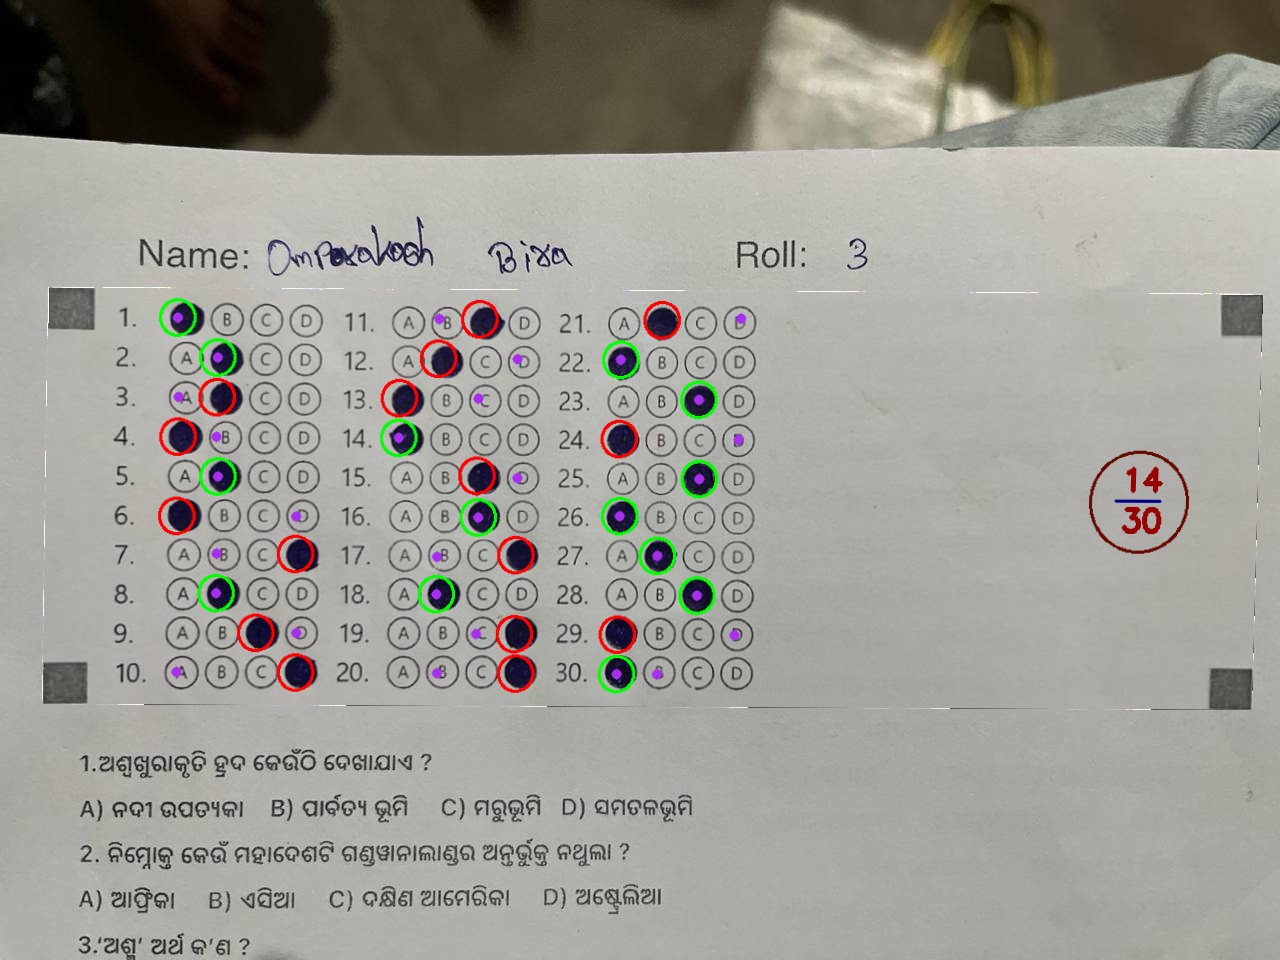 Name: Omprakash Bira Roll: 3
1. B C D 11. A B D 21. A C D
2. A C D 12. A C D 22. B C D
3. A C D 13. B C D 23. A B D
4. B C D 14. B C D 24. B C D
5. A C D 15. A B D 25. A B D
6. B C D 16. A B D 26. B C D
7. A B C 17. A B C 27. A C D
8. A C D 18. A C D 28. A B D
9. A B D 19. A B C 29. B C D
10. A B C 20. A B C 30. B C D
14
30
1.ଅଶ୍ୱଖୁରାକୃତି ହ୍ରଦ କେଉଁଠି ଦେଖାଯାଏ ?
A) ନଦୀ ଉପତ୍ୟକା B) ପାର୍ବତ୍ୟ ଭୂମି C) ମରୁଭୂମି D) ସମତଳଭୂମି
2. ନିମ୍ନୋକ୍ତ କେଉଁ ମହାଦେଶଟି ଗଣ୍ଡୱାନାଲାଣ୍ଡର ଅନ୍ତର୍ଭୁକ୍ତ ନଥୁଲା ?
A) ଆଫ୍ରିକା B) ଏସିଆ C) ଦକ୍ଷିଣ ଆମେରିକା D) ଅଷ୍ଟ୍ରେଲିଆ
3.‘ଅଶ୍ମ’ ଅର୍ଥ କ’ଣ ?